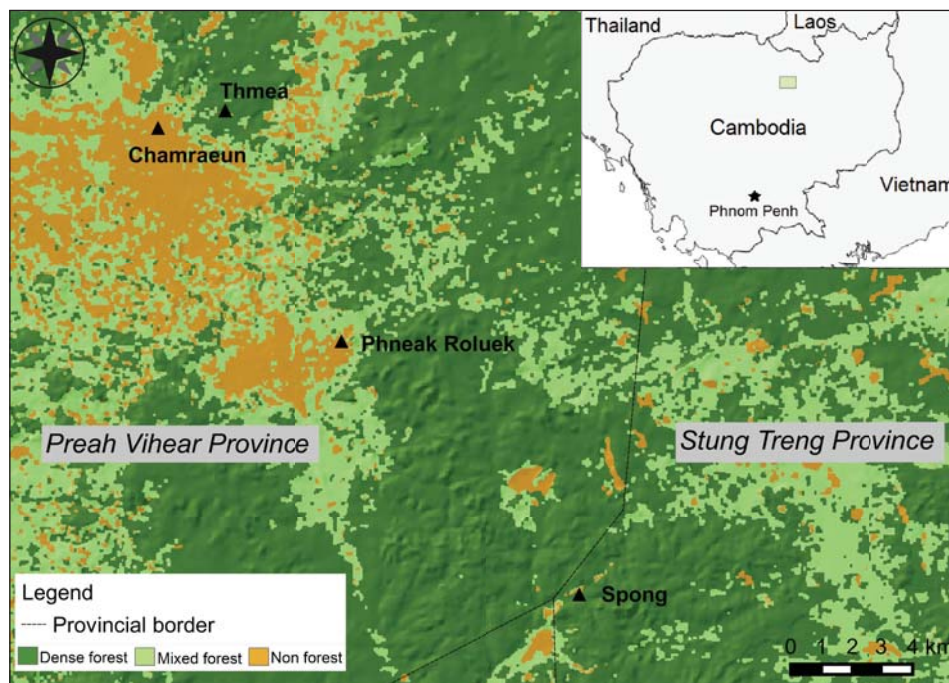 Thailand
Laos
Cambodia
Vietnam
Phnom Penh
Thmea
Chamraeun
Phneak Roluek
Preah Vihear Province
Stung Treng Province
Spong
Legend
Provincial border
Dense forest
Mixed forest
Non forest
0 1 2 3 4 km